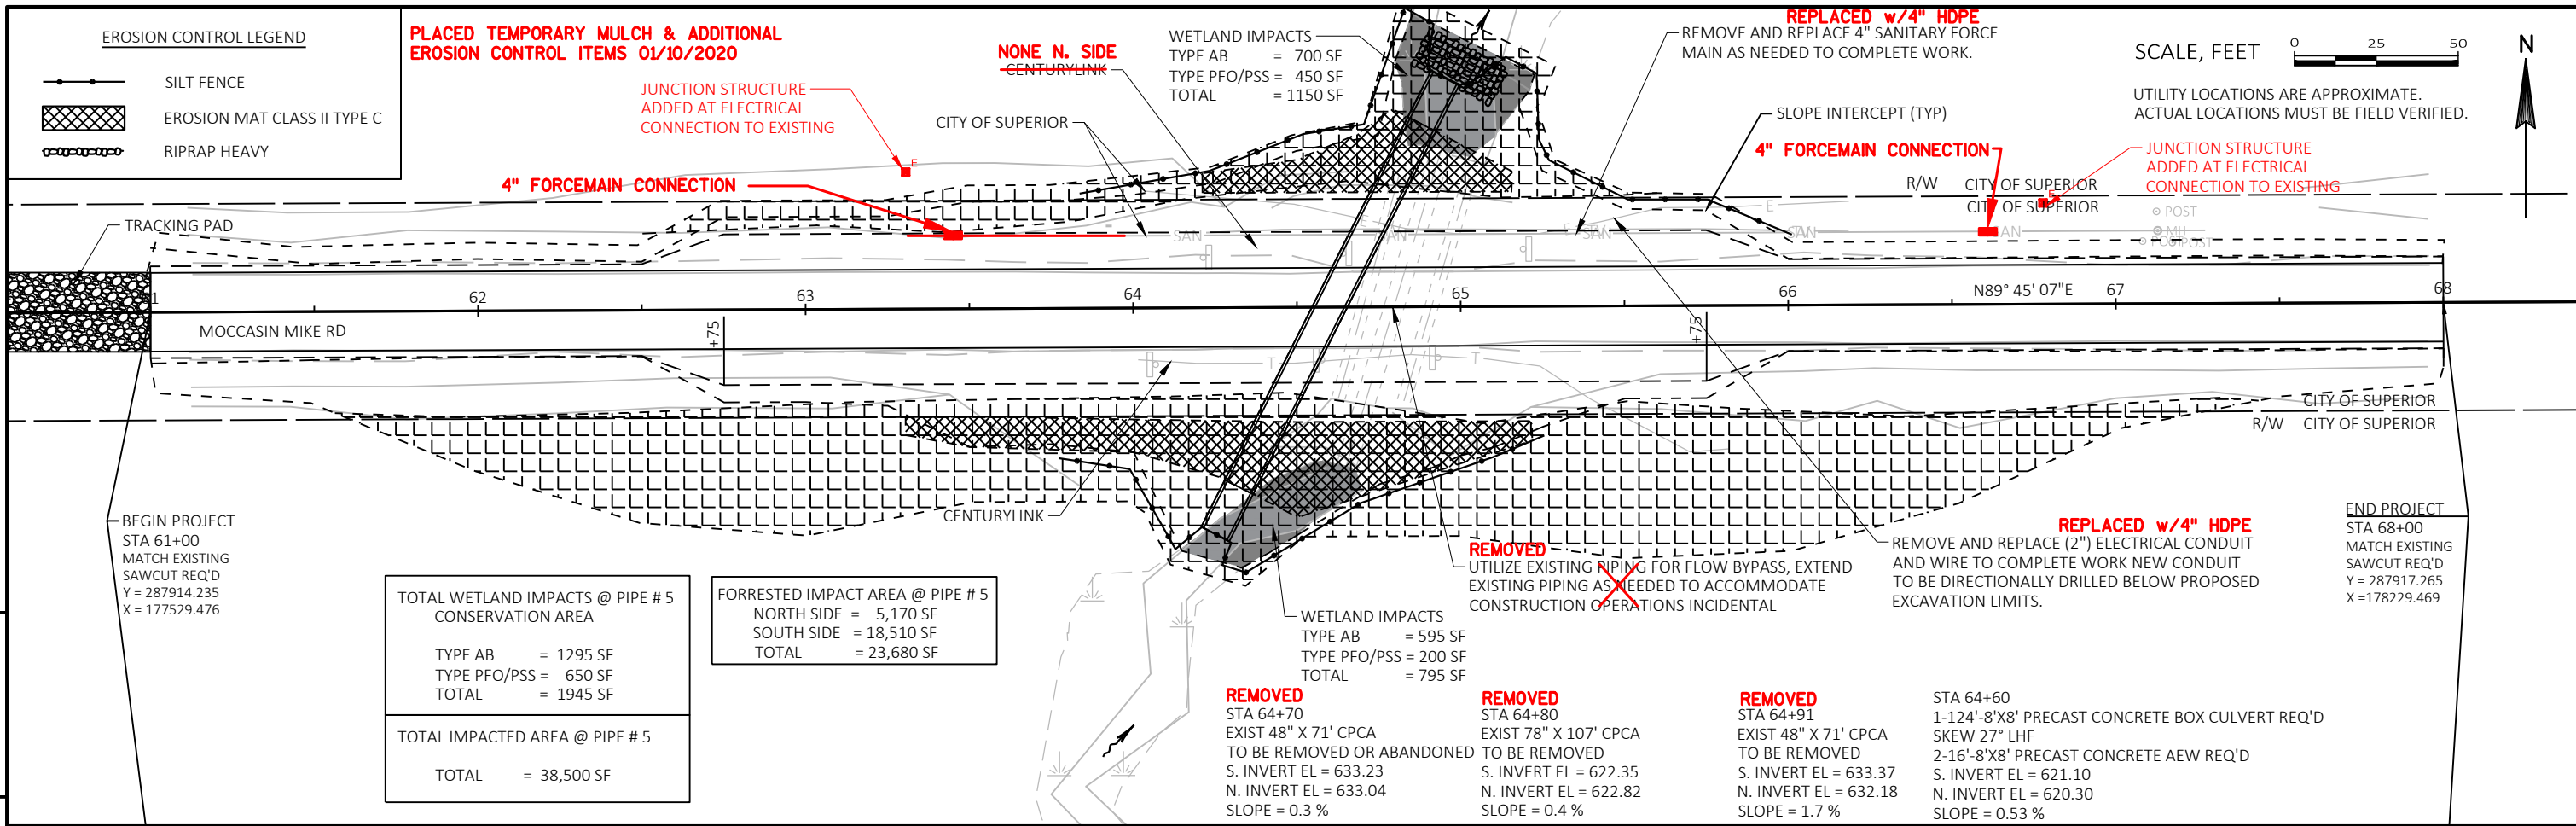 EROSION CONTROL LEGEND
SILT FENCE
EROSION MAT CLASS II TYPE C
RIPRAP HEAVY
PLACED TEMPORARY MULCH & ADDITIONAL
EROSION CONTROL ITEMS 01/10/2020
JUNCTION STRUCTURE
ADDED AT ELECTRICAL
CONNECTION TO EXISTING
E
NONE N. SIDE
CENTURYLINK
CITY OF SUPERIOR
4" FORCEMAIN CONNECTION
WETLAND IMPACTS
TYPE AB = 700 SF
TYPE PFO/PSS = 450 SF
TOTAL = 1150 SF
REPLACED w/4" HDPE
REMOVE AND REPLACE 4" SANITARY FORCE
MAIN AS NEEDED TO COMPLETE WORK.
SLOPE INTERCEPT (TYP)
SCALE, FEET
0 25 50
N
UTILITY LOCATIONS ARE APPROXIMATE.
ACTUAL LOCATIONS MUST BE FIELD VERIFIED.
4" FORCEMAIN CONNECTION
JUNCTION STRUCTURE
ADDED AT ELECTRICAL
CONNECTION TO EXISTING
R/W CITY OF SUPERIOR
CITY OF SUPERIOR
E
POST
MH
POST
TRACKING PAD
SAN
E
E
SAN
SAN
62 63 64 65 66 67 68
N89° 45' 07"E
MOCCASIN MIKE RD
+75
+75
T
T
CITY OF SUPERIOR
R/W CITY OF SUPERIOR
CENTURYLINK
BEGIN PROJECT
STA 61+00
MATCH EXISTING
SAWCUT REQ'D
Y = 287914.235
X = 177529.476
TOTAL WETLAND IMPACTS @ PIPE # 5
CONSERVATION AREA
TYPE AB = 1295 SF
TYPE PFO/PSS = 650 SF
TOTAL = 1945 SF
TOTAL IMPACTED AREA @ PIPE # 5
TOTAL = 38,500 SF
FORRESTED IMPACT AREA @ PIPE # 5
NORTH SIDE = 5,170 SF
SOUTH SIDE = 18,510 SF
TOTAL = 23,680 SF
WETLAND IMPACTS
TYPE AB = 595 SF
TYPE PFO/PSS = 200 SF
TOTAL = 795 SF
REMOVED
UTILIZE EXISTING PIPING FOR FLOW BYPASS, EXTEND
EXISTING PIPING AS NEEDED TO ACCOMMODATE
CONSTRUCTION OPERATIONS INCIDENTAL
REPLACED w/4" HDPE
REMOVE AND REPLACE (2") ELECTRICAL CONDUIT
AND WIRE TO COMPLETE WORK NEW CONDUIT
TO BE DIRECTIONALLY DRILLED BELOW PROPOSED
EXCAVATION LIMITS.
END PROJECT
STA 68+00
MATCH EXISTING
SAWCUT REQ'D
Y = 287917.265
X =178229.469
REMOVED
STA 64+70
EXIST 48" X 71' CPCA
TO BE REMOVED OR ABANDONED
S. INVERT EL = 633.23
N. INVERT EL = 633.04
SLOPE = 0.3 %
REMOVED
STA 64+80
EXIST 78" X 107' CPCA
TO BE REMOVED
S. INVERT EL = 622.35
N. INVERT EL = 622.82
SLOPE = 0.4 %
REMOVED
STA 64+91
EXIST 48" X 71' CPCA
TO BE REMOVED
S. INVERT EL = 633.37
N. INVERT EL = 632.18
SLOPE = 1.7 %
STA 64+60
1-124'-8'X8' PRECAST CONCRETE BOX CULVERT REQ'D
SKEW 27° LHF
2-16'-8'X8' PRECAST CONCRETE AEW REQ'D
S. INVERT EL = 621.10
N. INVERT EL = 620.30
SLOPE = 0.53 %